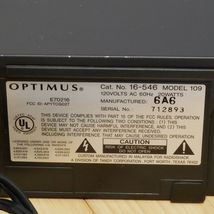 OPTIMUS®
Cat. No. 16-546 MODEL 109
120VOLTS AC 60Hz 20WATTS
E70216
MANUFACTURED: 6A6
SERIAL NO. 712893
THIS DEVICE COMPLIES WITH PART 15 OF FCC RULES. OPERATION
IS SUBJECT TO THE FOLLOWING TWO CONDITIONS: (1) THIS DEVICE
MAY NOT CAUSE HARMFUL INTERFERENCE, AND (2) THIS DEVICE MUST
ACCEPT ANY INTERFERENCE RECEIVED, INCLUDING INTERFERENCE THAT
MAY CAUSE UNDESIRED OPERATION.
UL
CAUTION
CUSTOM MANUFACTURED IN MALAYSIA FOR RADIOSHACK
A DIVISION OF TANDY CORPORATION, FORT WORTH, TEXAS 76102